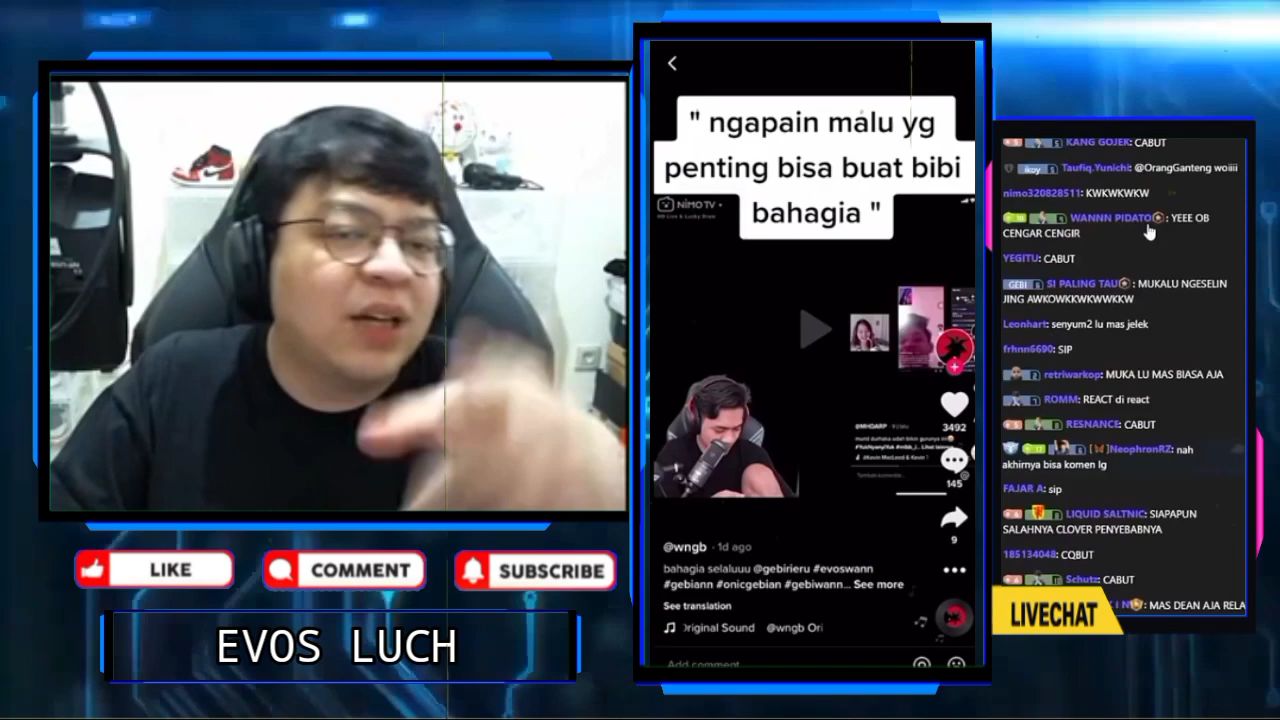 " ngapain malu yg
penting bisa buat bibi
bahagia "
NIMO TV
@MHDARP
@wngb · 1d ago
bahagia selaluuu @gebirieru #evoswann
#gebiann #onicgebian #gebiwann... See more
See translation
Original Sound @wngb Ori
Add comment
3492
145
9
LIKE
COMMENT
SUBSCRIBE
EVOS LUCH
KANG GOJEK: CABUT
Taufiq.Yunichi: @OrangGanteng woiiii
nimo320828511: KWKWKWKW
WANNN PIDATO: YEEE OB
CENGAR CENGIR
YEGITU: CABUT
GEBI SI PALING TAU: MUKALU NGESELIN
JING AWKOWKKWKWWKKW
Leonhart: senyum2 lu mas jelek
frhnn6690: SIP
retriwarkop: MUKA LU MAS BIASA AJA
ROMM: REACT di react
RESNANCE: CABUT
NeophronRZ: nah
akhirnya bisa komen lg
FAJAR A: sip
LIQUID SALTNIC: SIAPAPUN
SALAHNYA CLOVER PENYEBABNYA
185134048: CQBUT
Schutz: CABUT
MAS DEAN AJA RELA
LIVECHAT